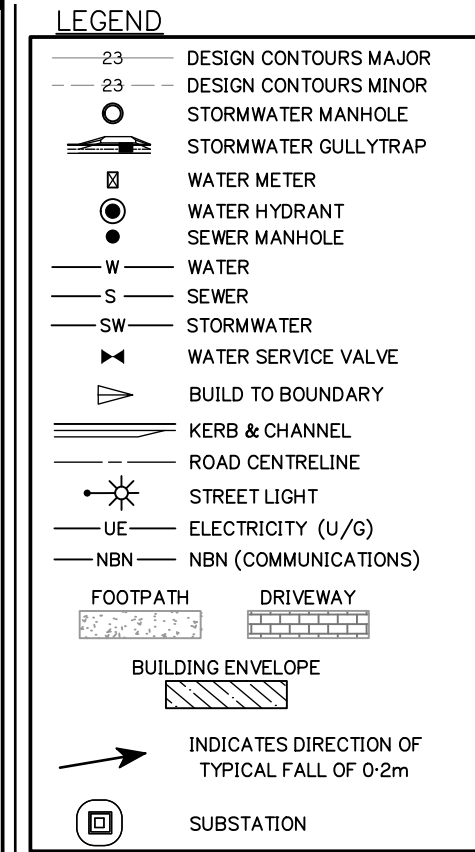 LEGEND
23 DESIGN CONTOURS MAJOR
23 DESIGN CONTOURS MINOR
STORMWATER MANHOLE
STORMWATER GULLYTRAP
WATER METER
WATER HYDRANT
SEWER MANHOLE
W WATER
S SEWER
SW STORMWATER
WATER SERVICE VALVE
BUILD TO BOUNDARY
KERB & CHANNEL
ROAD CENTRELINE
STREET LIGHT
UE ELECTRICITY (U/G)
NBN NBN (COMMUNICATIONS)
FOOTPATH DRIVEWAY
BUILDING ENVELOPE
INDICATES DIRECTION OF
TYPICAL FALL OF 0·2m
SUBSTATION